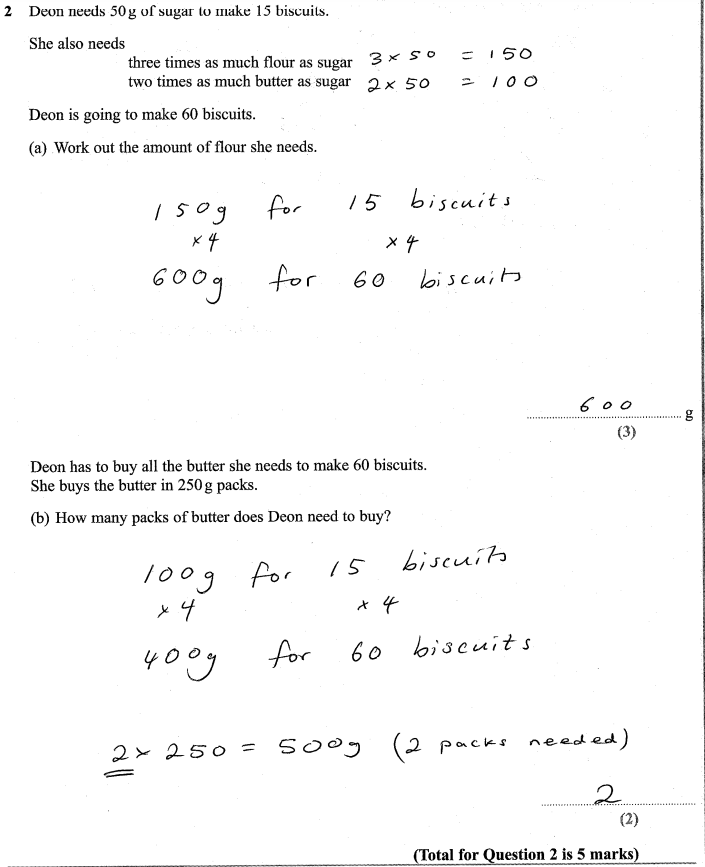 2 Deon needs 50 g of sugar to make 15 biscuits.
She also needs
three times as much flour as sugar 3 × 50 = 150
two times as much butter as sugar 2 × 50 = 100
Deon is going to make 60 biscuits.
(a) Work out the amount of flour she needs.
150g for 15 biscuits
×4 ×4
600g for 60 biscuits
600 g
(3)
Deon has to buy all the butter she needs to make 60 biscuits.
She buys the butter in 250 g packs.
(b) How many packs of butter does Deon need to buy?
100g for 15 biscuits
×4 ×4
400g for 60 biscuits
2 × 250 = 500g (2 packs needed)
2
(2)
(Total for Question 2 is 5 marks)